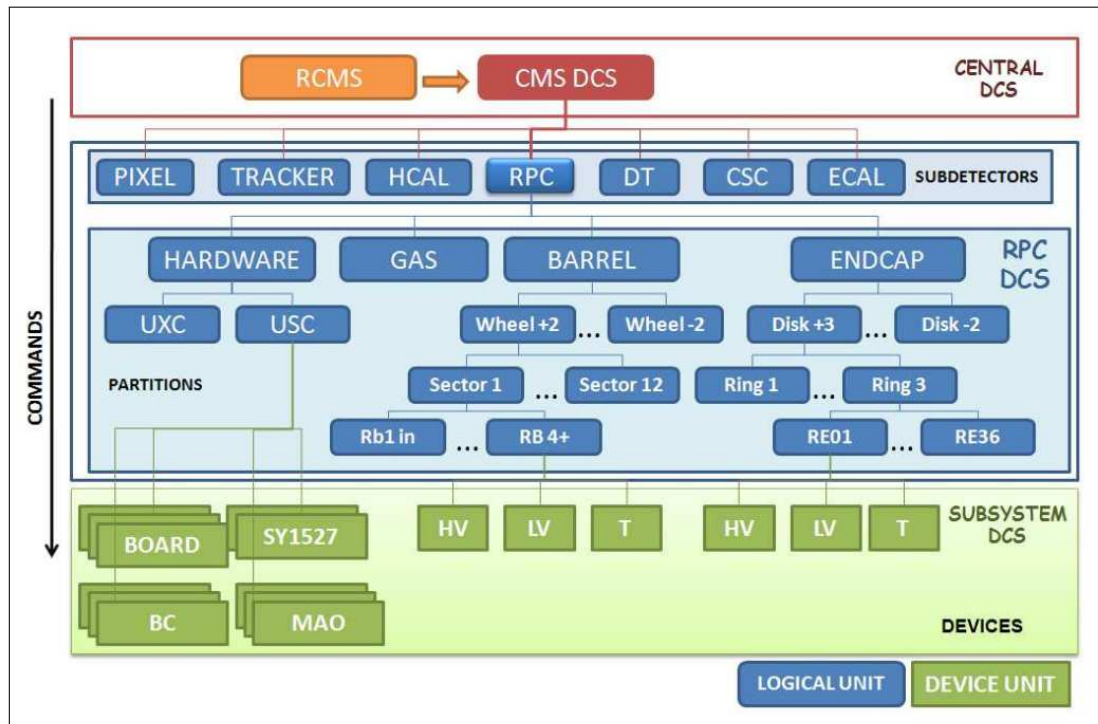 RCMS
CMS DCS
CENTRAL
DCS
PIXEL
TRACKER
HCAL
RPC
DT
CSC
ECAL
SUBDETECTORS
HARDWARE
GAS
BARREL
ENDCAP
RPC
DCS
UXC
USC
Wheel +2
...
Wheel -2
Disk +3
...
Disk -2
PARTITIONS
Sector 1
...
Sector 12
Ring 1
...
Ring 3
Rb1 in
...
RB 4+
RE01
...
RE36
COMMANDS
BOARD
SY1527
HV
LV
T
HV
LV
T
SUBSYSTEM
DCS
BC
MAO
DEVICES
LOGICAL UNIT
DEVICE UNIT